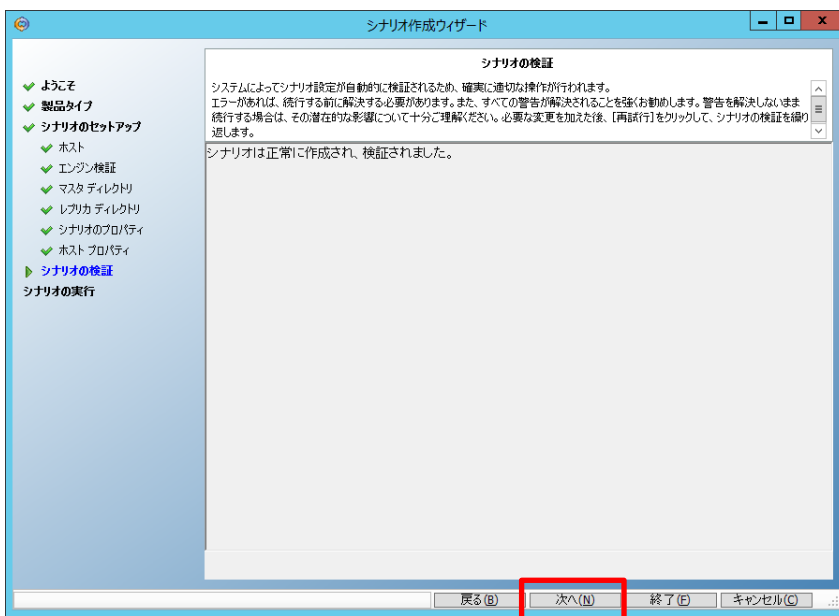 シナリオ作成ウィザード
ようこそ
製品タイプ
シナリオのセットアップ
ホスト
エンジン検証
マスタ ディレクトリ
レプリカ ディレクトリ
シナリオのプロパティ
ホスト プロパティ
シナリオの検証
シナリオの実行
シナリオの検証
システムによってシナリオ設定が自動的に検証されるため、確実に適切な操作が行われます。
エラーがあれば、続行する前に解決する必要があります。また、すべての警告が解決されることを強くお勧めします。警告を解決しないまま
続行する場合は、その潜在的な影響について十分ご理解ください。必要な変更を加えた後、[再試行]をクリックして、シナリオの検証を繰り
返します。
シナリオは正常に作成され、検証されました。
戻る(B) 次へ(N) 終了(F) キャンセル(C)